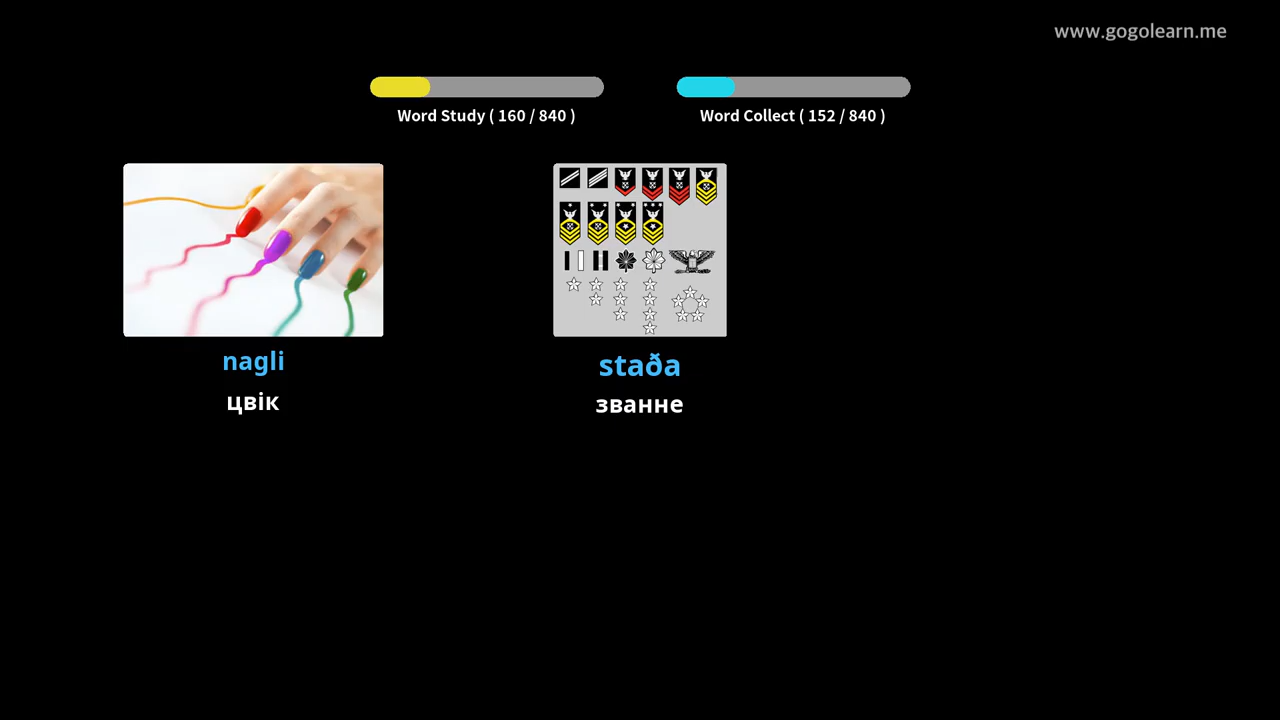 www.gogolearn.me
Word Study ( 160 / 840 )
Word Collect ( 152 / 840 )
nagli
цвік
staða
званне